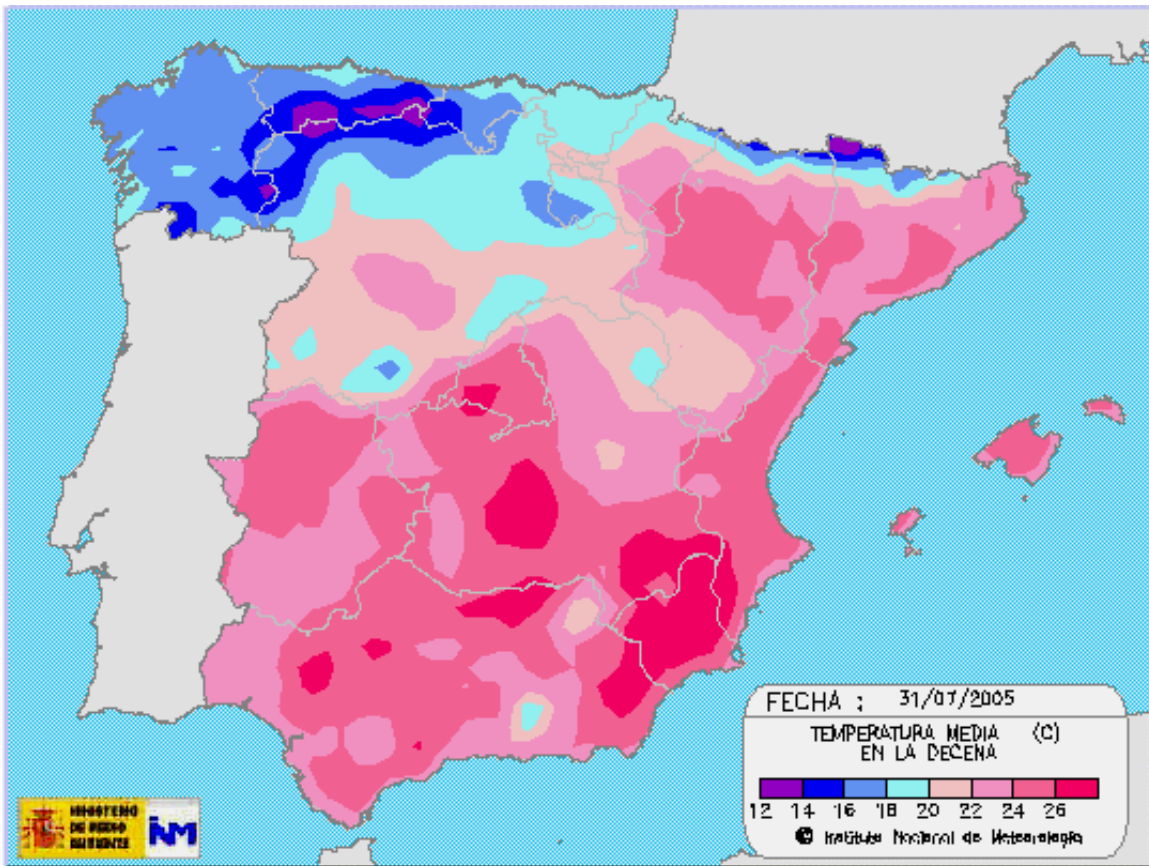 FECHA : 31/07/2005
TEMPERATURA MEDIA (C)
EN LA DECENA
12 14 16 18 20 22 24 26
© Instituto Nacional de Meteorología
MINISTERIO
DE MEDIO
AMBIENTE
INM